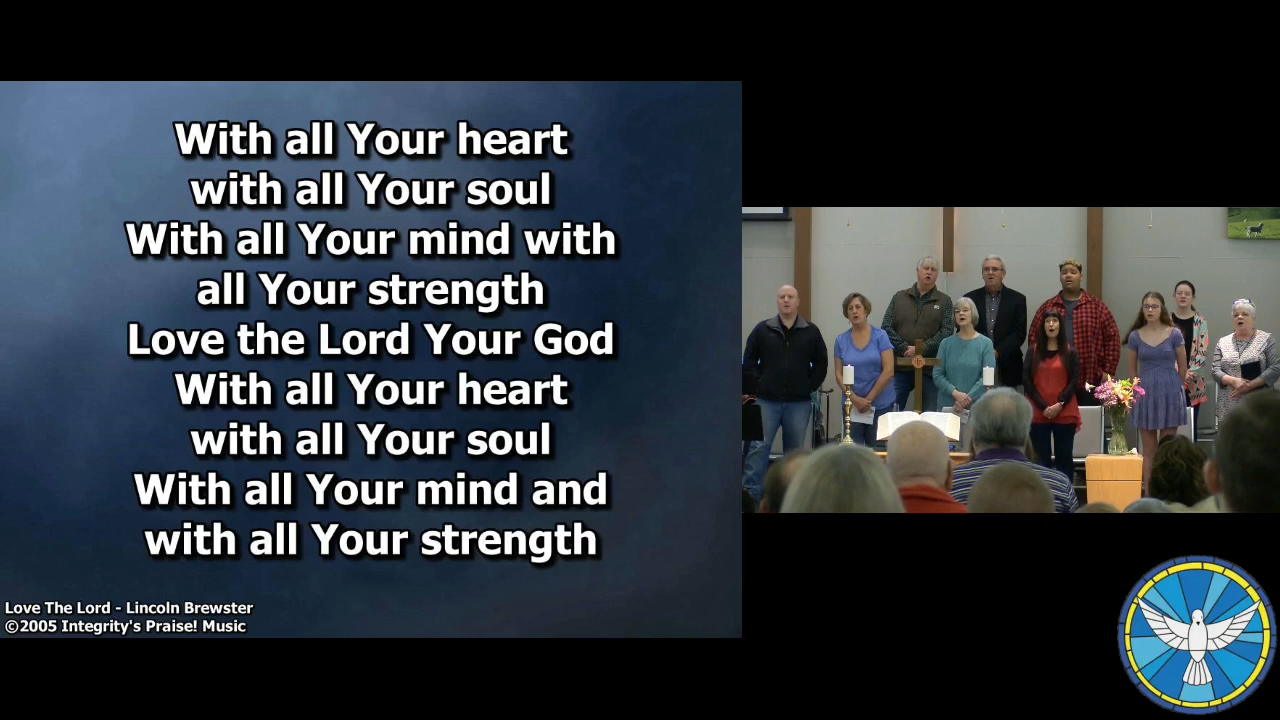 With all Your heart
with all Your soul
With all Your mind with
all Your strength
Love the Lord Your God
With all Your heart
with all Your soul
With all Your mind and
with all Your strength
Love The Lord - Lincoln Brewster
©2005 Integrity's Praise! Music